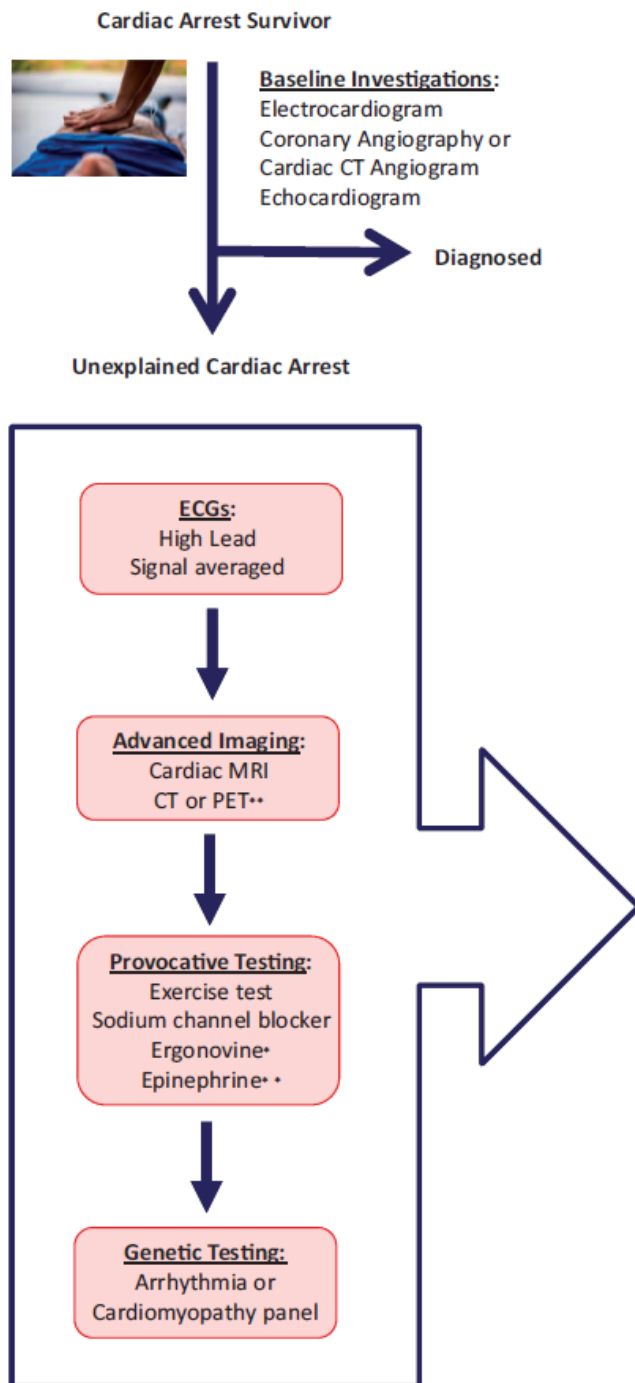 Cardiac Arrest Survivor
Baseline Investigations:
Electrocardiogram
Coronary Angiography or
Cardiac CT Angiogram
Echocardiogram
Diagnosed
Unexplained Cardiac Arrest
ECGs:
High Lead
Signal averaged
Advanced Imaging:
Cardiac MRI
CT or PET**
Provocative Testing:
Exercise test
Sodium channel blocker
Ergonovine*
Epinephrine**
Genetic Testing:
Arrhythmia or
Cardiomyopathy panel